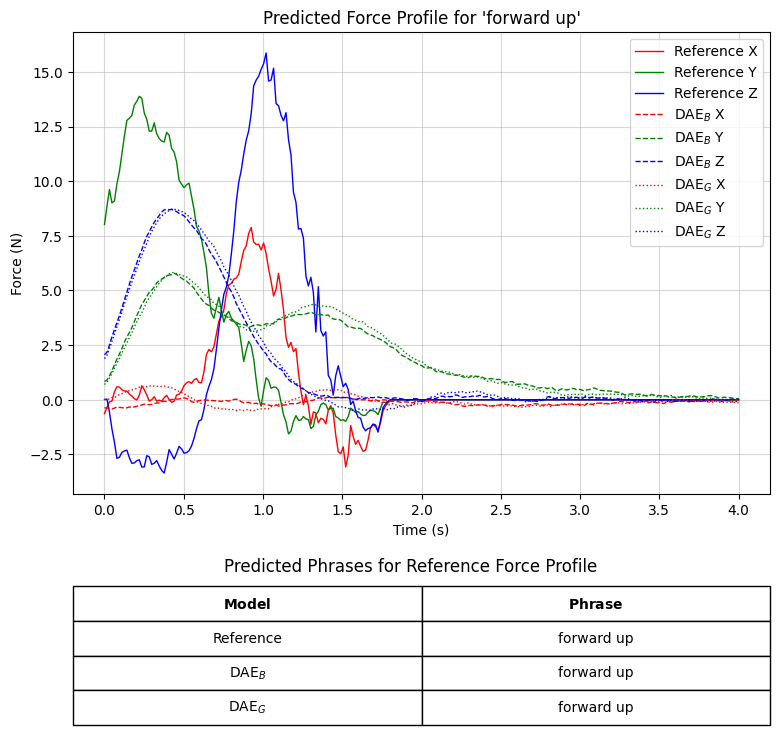 Predicted Force Profile for 'forward up'
Force (N)
15.0
12.5
10.0
7.5
5.0
2.5
0.0
−2.5
Reference X
Reference Y
Reference Z
DAE_B X
DAE_B Y
DAE_B Z
DAE_G X
DAE_G Y
DAE_G Z
0.0 0.5 1.0 1.5 2.0 2.5 3.0 3.5 4.0
Time (s)
Predicted Phrases for Reference Force Profile
Model Phrase
Reference forward up
DAE_B forward up
DAE_G forward up